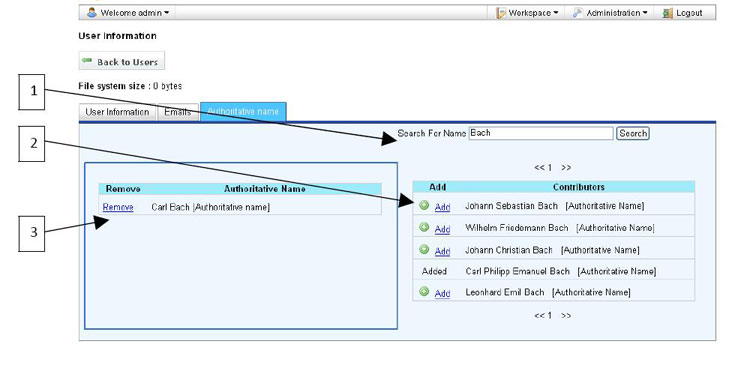 Welcome admin
Workspace Administration Logout
User Information
Back to Users
File system size : 0 bytes
1
User Information Emails Authoritative name
Search For Name Bach Search
2
<< 1 >>
Remove Authoritative Name
Add Contributors
Remove Carl Bach [Authoritative name]
Add Johann Sebastian Bach [Authoritative Name]
3
Add Wilhelm Friedemann Bach [Authoritative Name]
Add Johann Christian Bach [Authoritative Name]
Added Carl Philipp Emanuel Bach [Authoritative Name]
Add Leonhard Emil Bach [Authoritative Name]
<< 1 >>